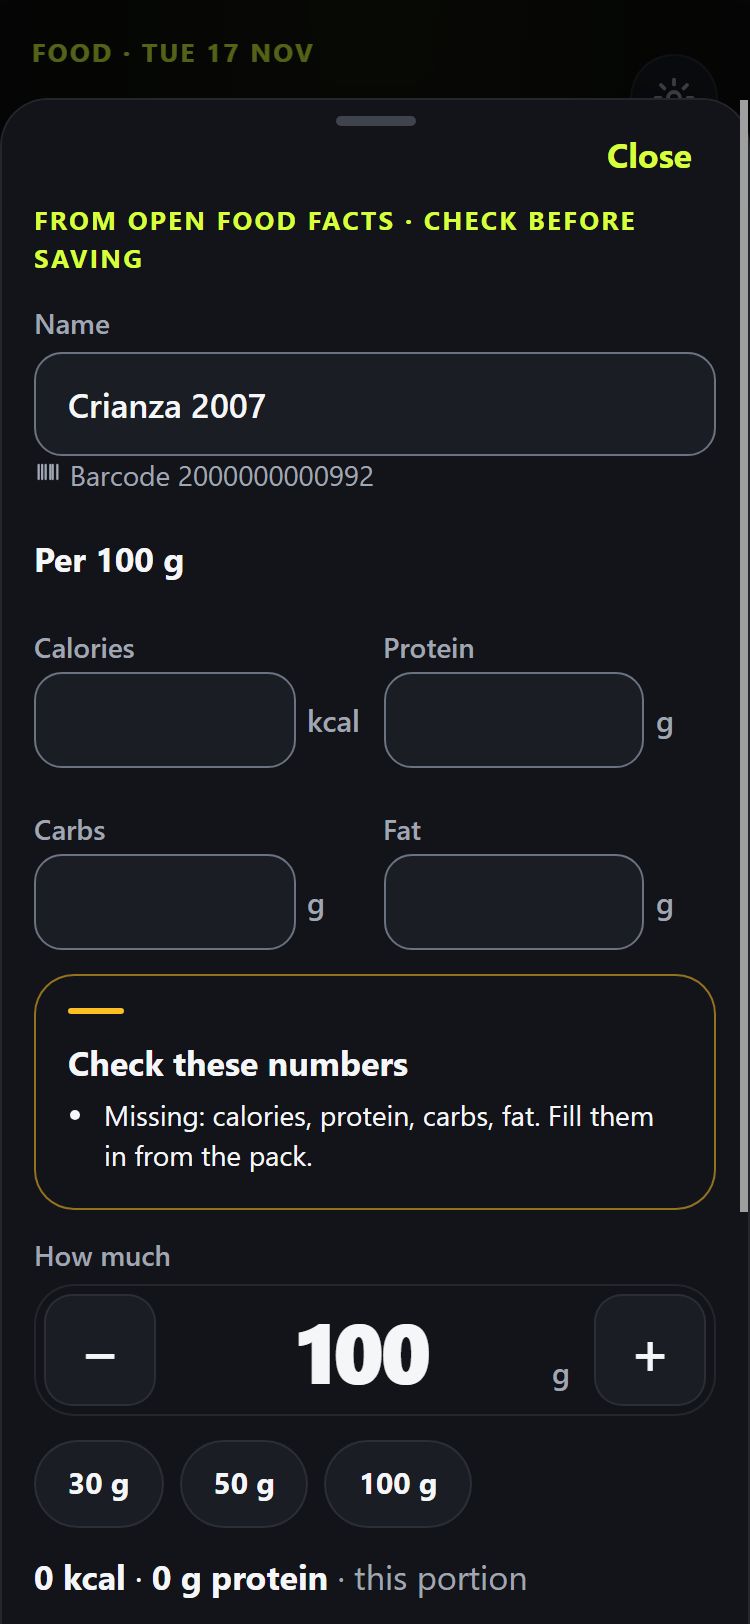 FOOD · TUE 17 NOV
Close
FROM OPEN FOOD FACTS · CHECK BEFORE
SAVING
Name
Crianza 2007
Barcode 2000000000992
Per 100 g
Calories
Protein
kcal
g
Carbs
Fat
g
g
Check these numbers
• Missing: calories, protein, carbs, fat. Fill them
in from the pack.
How much
− 100 g +
30 g
50 g
100 g
0 kcal · 0 g protein · this portion